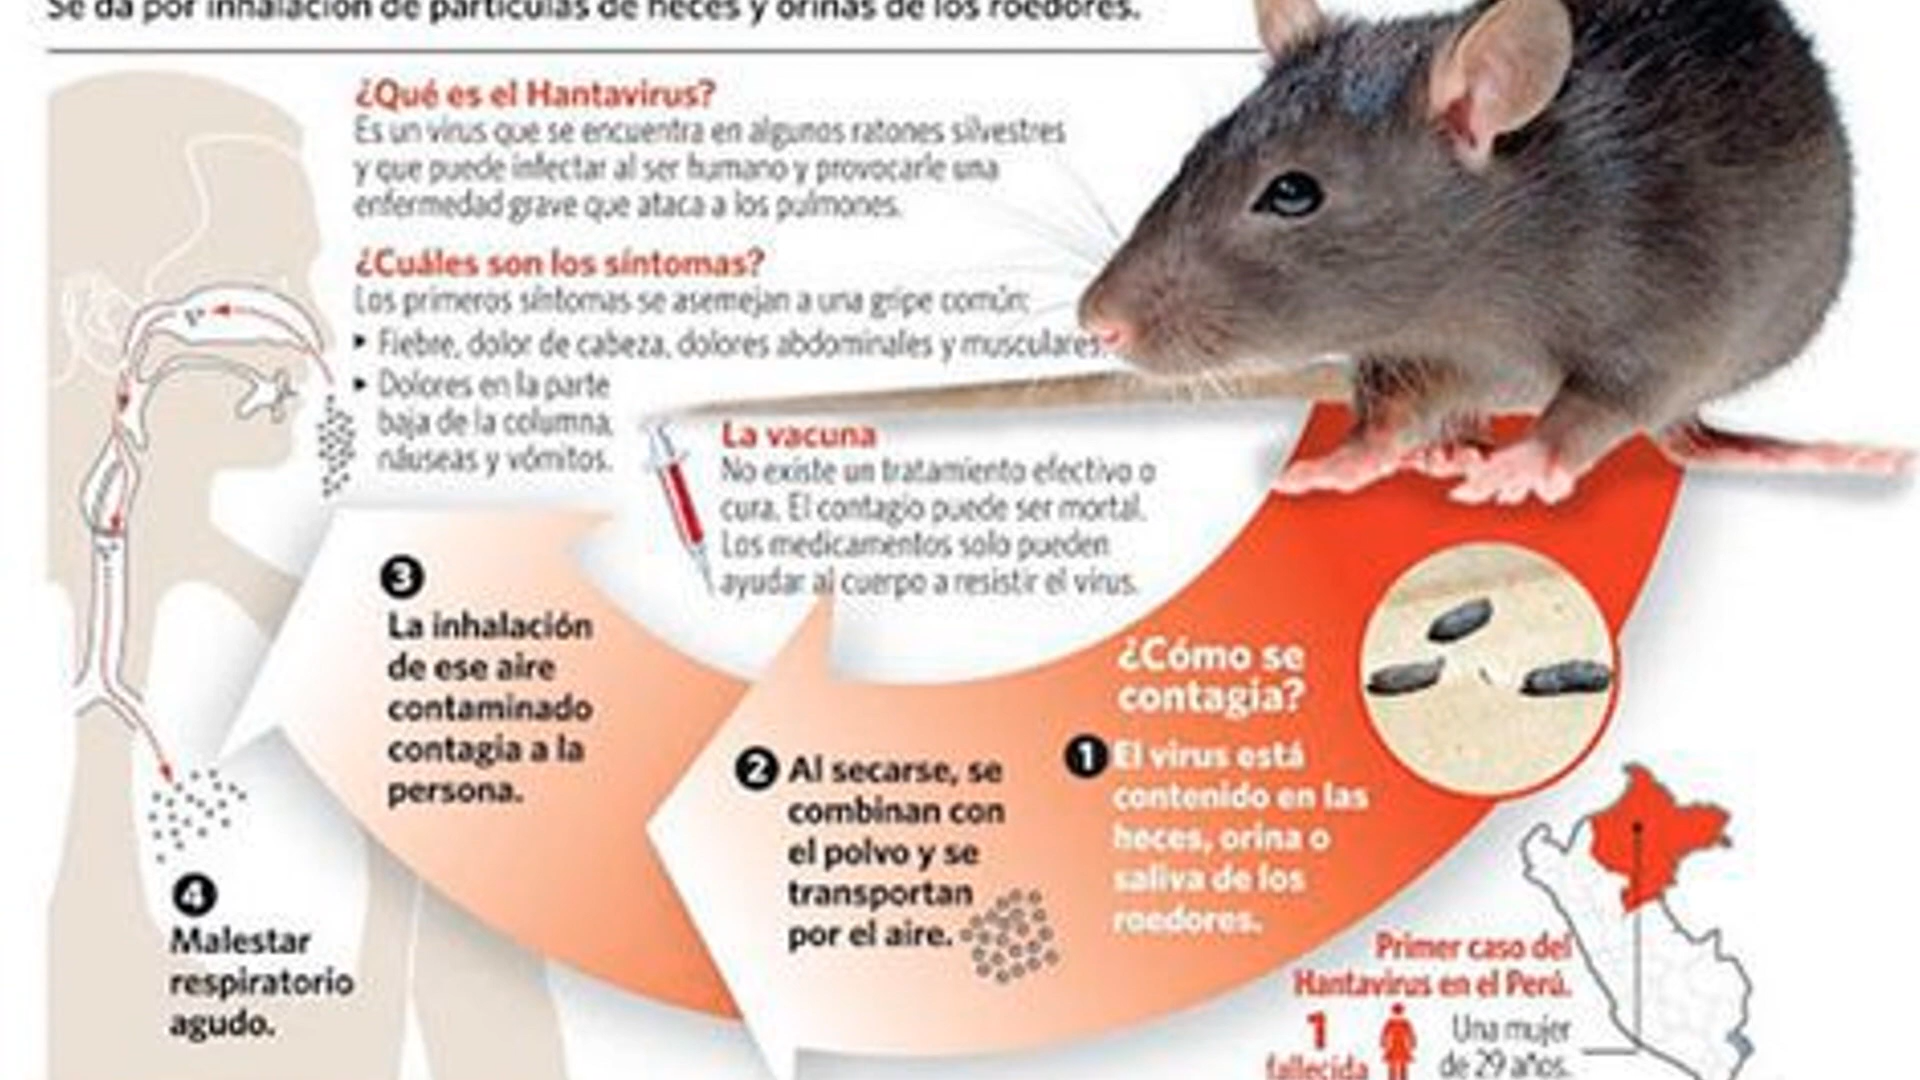 Se da por inhalación de partículas de heces y orinas de los roedores.
¿Qué es el Hantavirus?
Es un virus que se encuentra en algunos ratones silvestres
y que puede infectar al ser humano y provocarle una
enfermedad grave que ataca a los pulmones.
¿Cuáles son los síntomas?
Los primeros síntomas se asemejan a una gripe común:
▸ Fiebre, dolor de cabeza, dolores abdominales y musculares.
▸ Dolores en la parte
baja de la columna,
náuseas y vómitos.
La vacuna
No existe un tratamiento efectivo o
cura. El contagio puede ser mortal.
Los medicamentos solo pueden
ayudar al cuerpo a resistir el virus.
¿Cómo se
contagia?
1 El virus está
contenido en las
heces, orina o
saliva de los
roedores.
2 Al secarse, se
combinan con
el polvo y se
transportan
por el aire.
3
La inhalación
de ese aire
contaminado
contagia a la
persona.
4
Malestar
respiratorio
agudo.
Primer caso del
Hantavirus en el Perú.
1
fallecida
Una mujer
de 29 años.